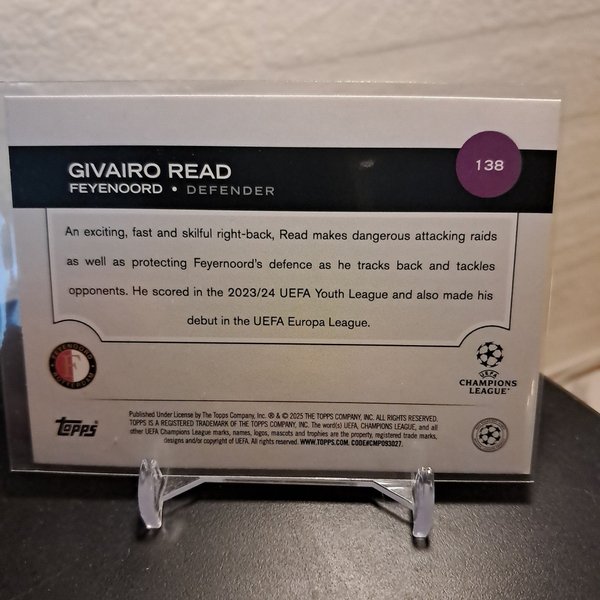 GIVAIRO READ
FEYENOORD • DEFENDER
138
An exciting, fast and skilful right-back, Read makes dangerous attacking raids
as well as protecting Feyernoord's defence as he tracks back and tackles
opponents. He scored in the 2023/24 UEFA Youth League and also made his
debut in the UEFA Europa League.
FEYENOORD
ROTTERDAM
UEFA
CHAMPIONS
LEAGUE
topps
Published Under License by The Topps Company, Inc. ® & © 2025 THE TOPPS COMPANY, INC. ALL RIGHTS RESERVED.
TOPPS IS A REGISTERED TRADEMARK OF THE TOPPS COMPANY, INC. The word(s) UEFA, CHAMPIONS LEAGUE, and all
other UEFA Champions League marks, names, logos, mascots and trophies are the property, registered trade marks,
designs and/or copyright of UEFA. All rights reserved. WWW.TOPPS.COM. CODE#CMP093027.